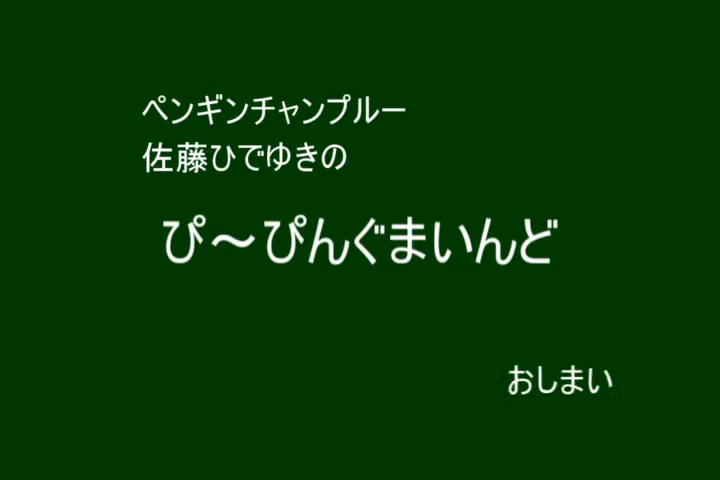 ペンギンチャンプルー
佐藤ひでゆきの
ぴ～ぴんぐまいんど
おしまい